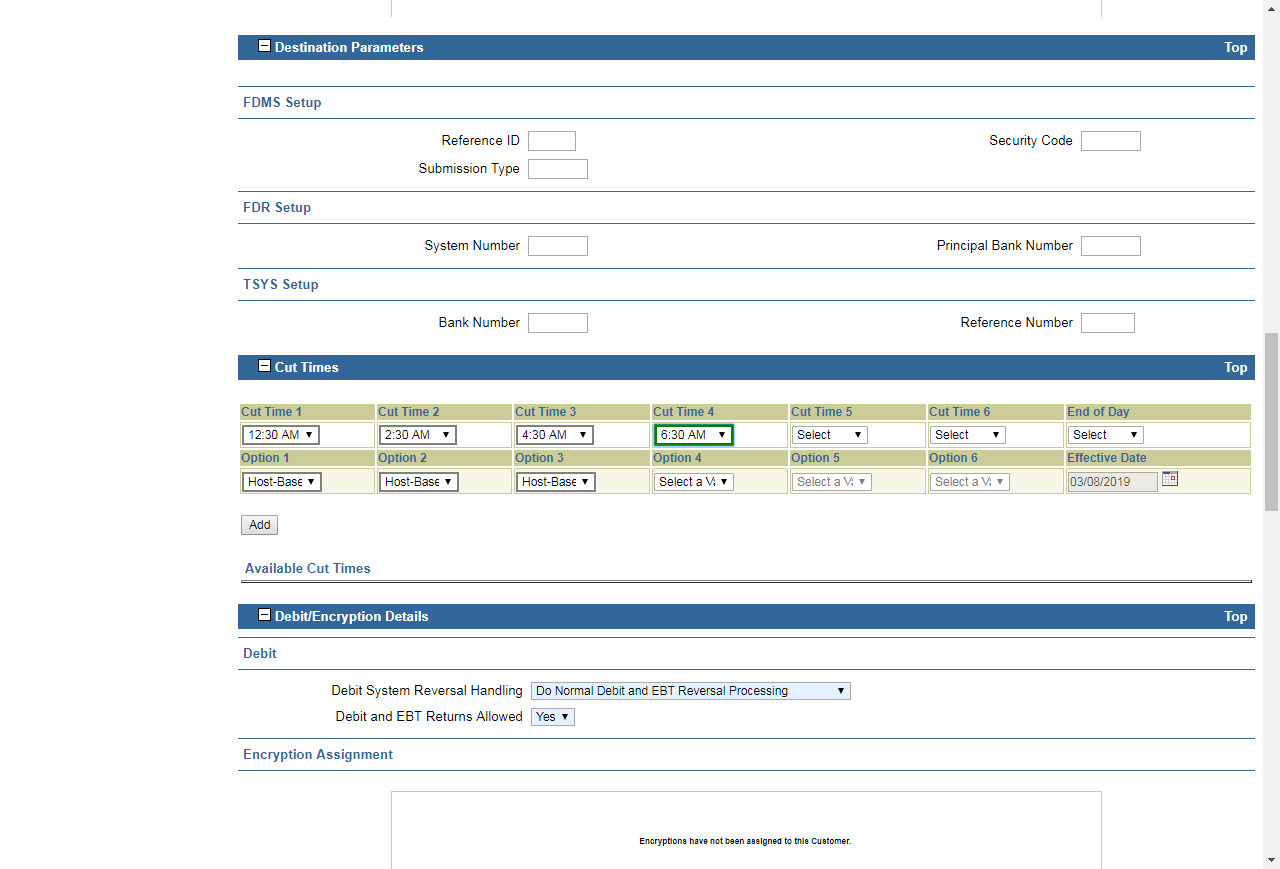 Destination Parameters Top
FDMS Setup
Reference ID Security Code
Submission Type
FDR Setup
System Number Principal Bank Number
TSYS Setup
Bank Number Reference Number
Cut Times Top
Cut Time 1 Cut Time 2 Cut Time 3 Cut Time 4 Cut Time 5 Cut Time 6 End of Day
12:30 AM 2:30 AM 4:30 AM 6:30 AM Select Select Select
Option 1 Option 2 Option 3 Option 4 Option 5 Option 6 Effective Date
Host-Base Host-Base Host-Base Select a Select a Select a 03/08/2019
Add
Available Cut Times
Debit/Encryption Details Top
Debit
Debit System Reversal Handling Do Normal Debit and EBT Reversal Processing
Debit and EBT Returns Allowed Yes
Encryption Assignment
Encryptions have not been assigned to this Customer.